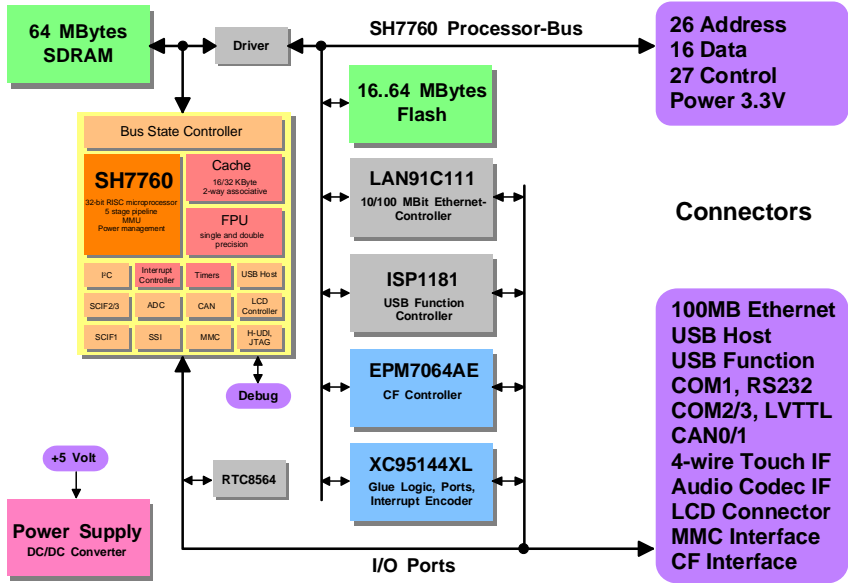 64 MBytes
SDRAM
Driver
SH7760 Processor-Bus
26 Address
16 Data
27 Control
Power 3.3V
16..64 MBytes
Flash
Bus State Controller
SH7760
32-bit RISC microprocessor
5 stage pipeline
MMU
Power management
Cache
16/32 KByte
2-way associative
FPU
single and double
precision
I²C
Interrupt
Controller
Timers
USB Host
SCIF2/3
ADC
CAN
LCD
Controller
SCIF1
SSI
MMC
H-UDI,
JTAG
Debug
LAN91C111
10/100 MBit Ethernet-
Controller
ISP1181
USB Function
Controller
EPM7064AE
CF Controller
XC95144XL
Glue Logic, Ports,
Interrupt Encoder
Connectors
100MB Ethernet
USB Host
USB Function
COM1, RS232
COM2/3, LVTTL
CAN0/1
4-wire Touch IF
Audio Codec IF
LCD Connector
MMC Interface
CF Interface
RTC8564
+5 Volt
Power Supply
DC/DC Converter
I/O Ports